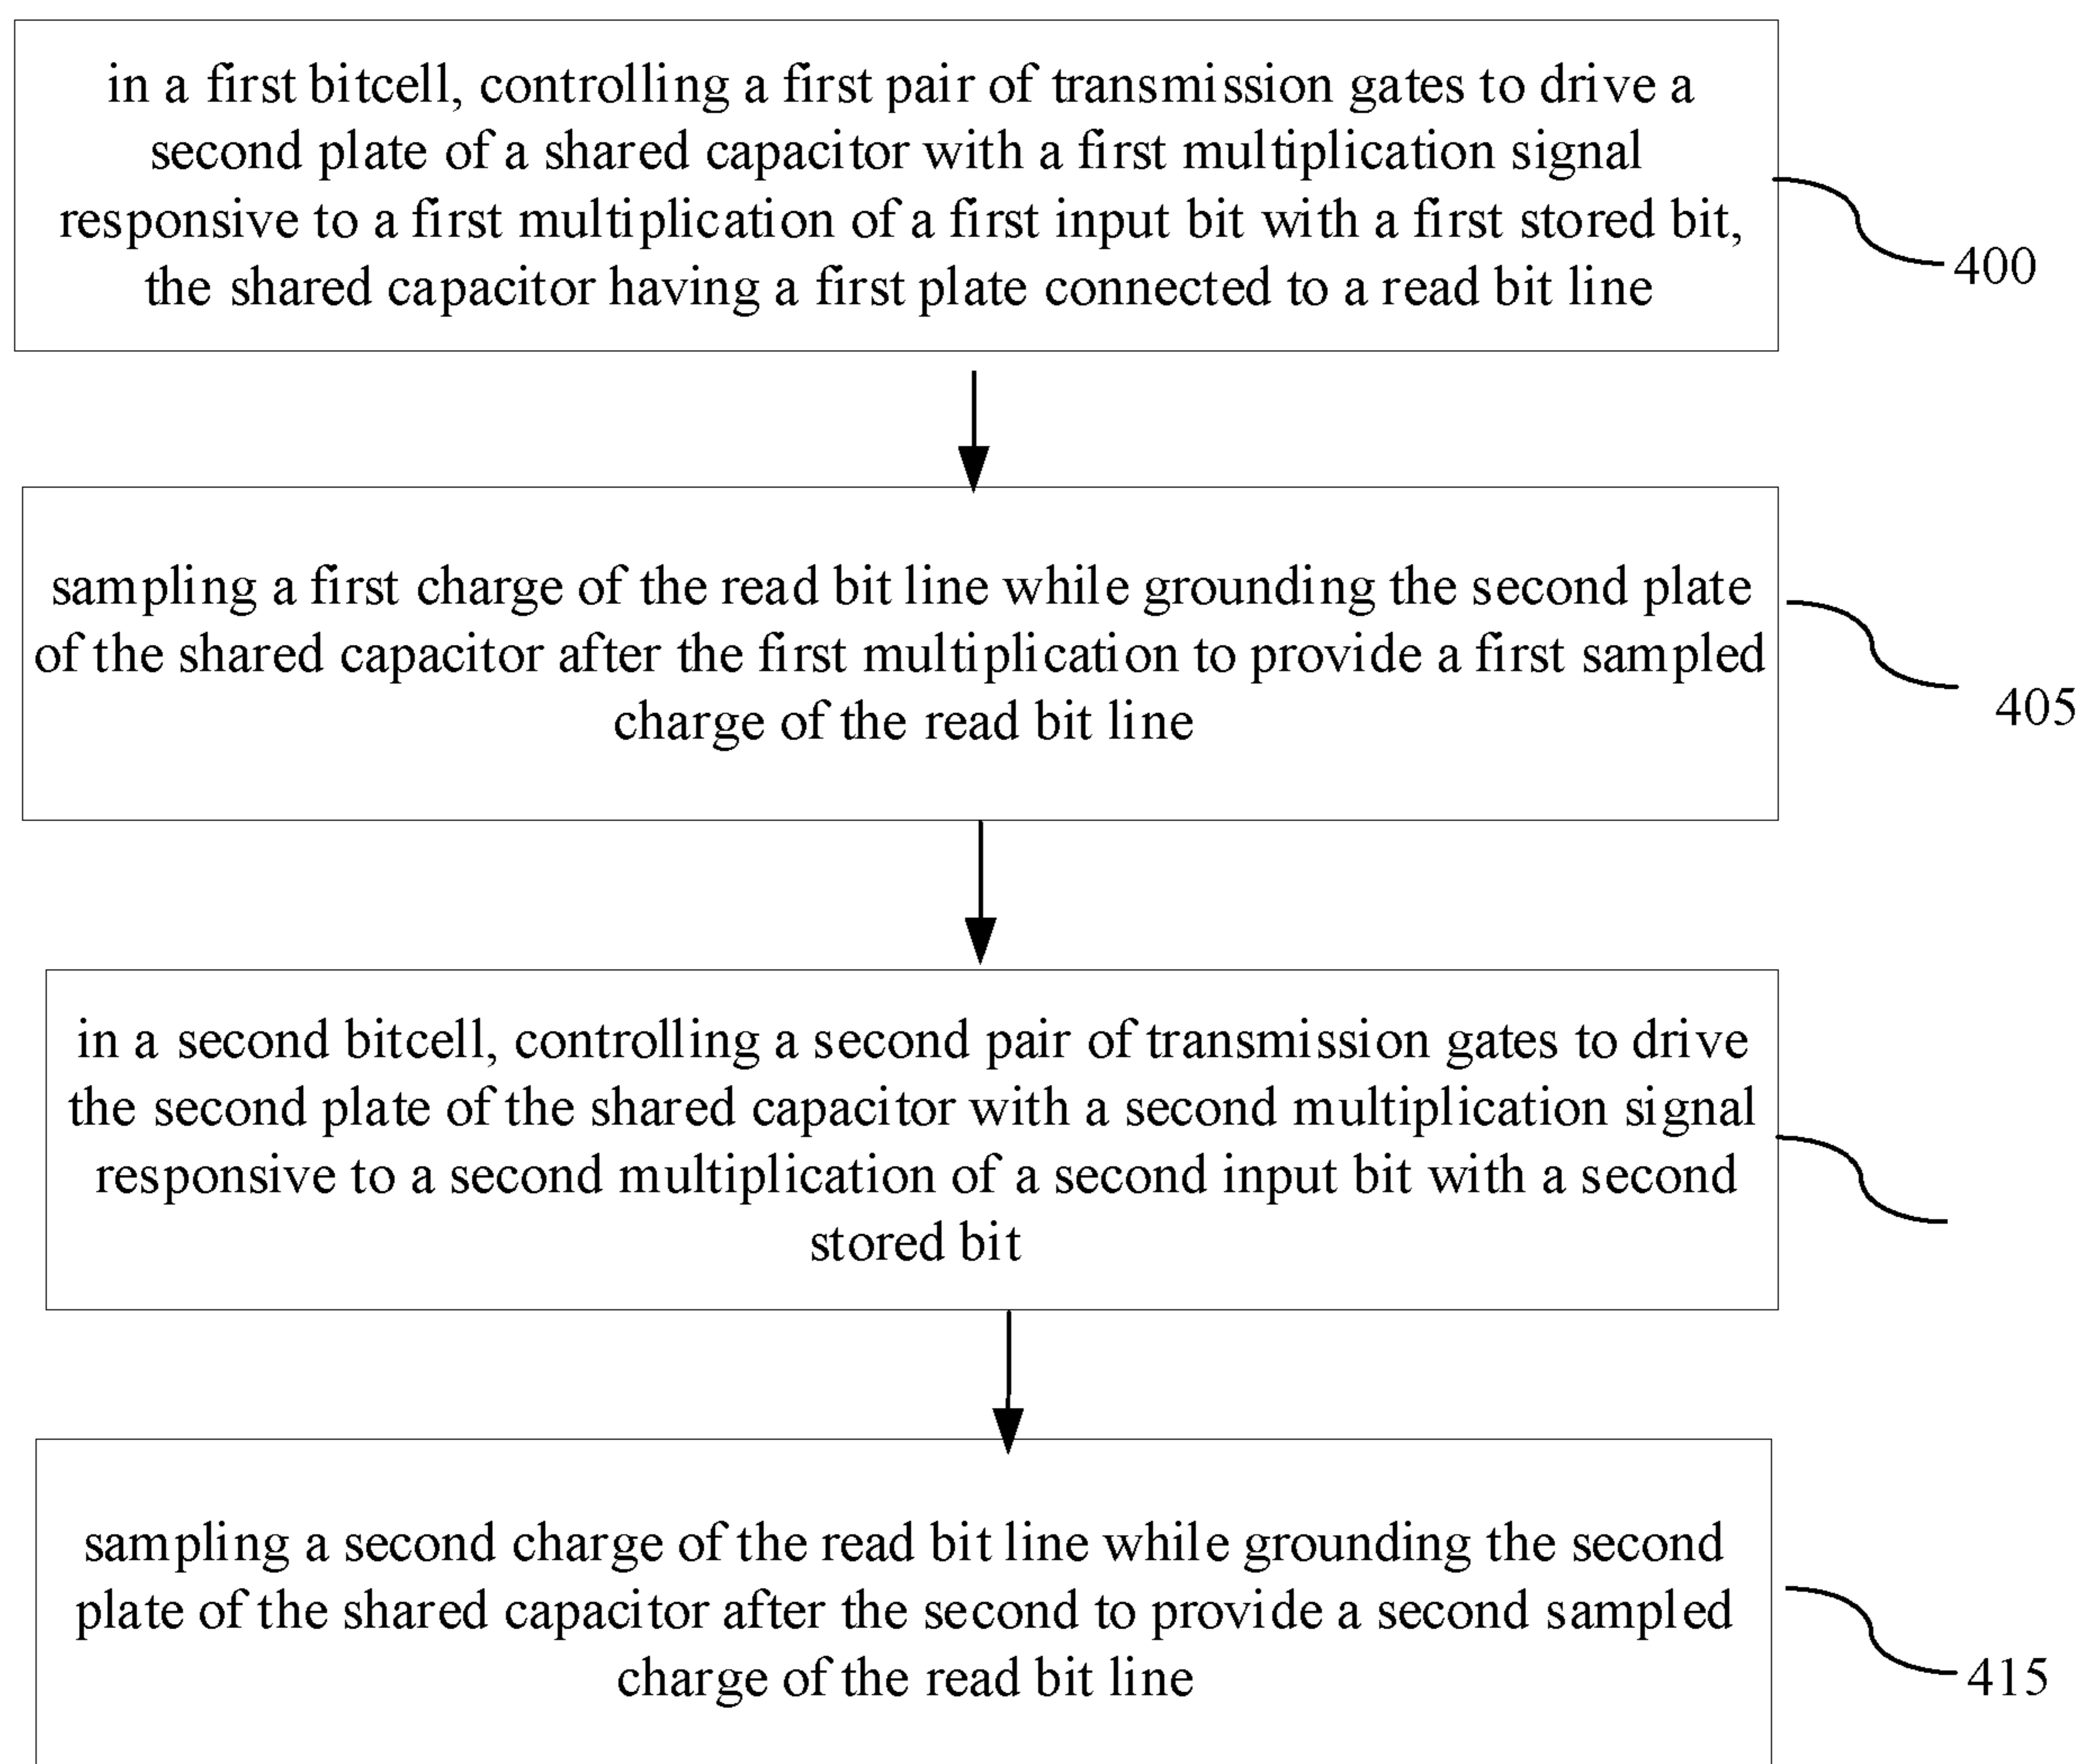 in a first bitcell, controlling a first pair of transmission gates to drive a
second plate of a shared capacitor with a first multiplication signal
responsive to a first multiplication of a first input bit with a first stored bit,
the shared capacitor having a first plate connected to a read bit line
400
sampling a first charge of the read bit line while grounding the second plate
of the shared capacitor after the first multiplication to provide a first sampled
charge of the read bit line
405
in a second bitcell, controlling a second pair of transmission gates to drive
the second plate of the shared capacitor with a second multiplication signal
responsive to a second multiplication of a second input bit with a second
stored bit
sampling a second charge of the read bit line while grounding the second
plate of the shared capacitor after the second to provide a second sampled
charge of the read bit line
415